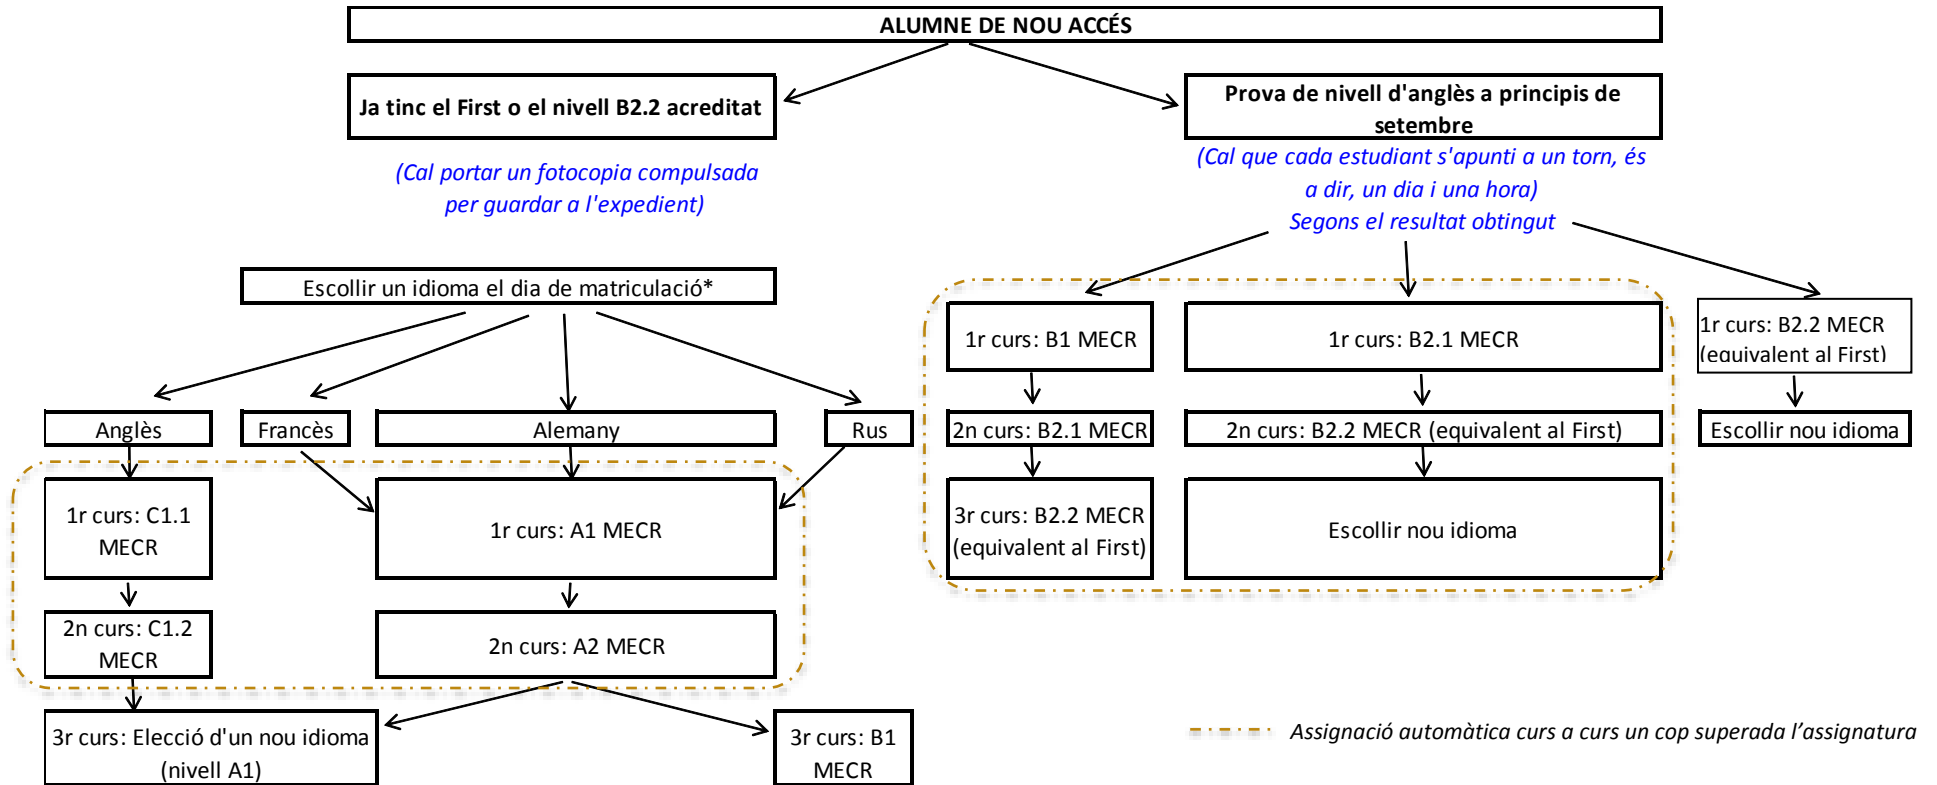 ALUMNE DE NOU ACCÉS
Ja tinc el First o el nivell B2.2 acreditat
Prova de nivell d'anglès a principis de
setembre
(Cal portar un fotocopia compulsada
per guardar a l'expedient)
(Cal que cada estudiant s'apunti a un torn, és
a dir, un dia i una hora)
Segons el resultat obtingut
Escollir un idioma el dia de matriculació*
1r curs: B1 MECR
1r curs: B2.1 MECR
1r curs: B2.2 MECR
(equivalent al First)
Anglès
Francès
Alemany
Rus
2n curs: B2.1 MECR
2n curs: B2.2 MECR (equivalent al First)
Escollir nou idioma
1r curs: C1.1
MECR
1r curs: A1 MECR
3r curs: B2.2 MECR
(equivalent al First)
Escollir nou idioma
2n curs: C1.2
MECR
2n curs: A2 MECR
3r curs: Elecció d'un nou idioma
(nivell A1)
3r curs: B1
MECR
Assignació automàtica curs a curs un cop superada l’assignatura